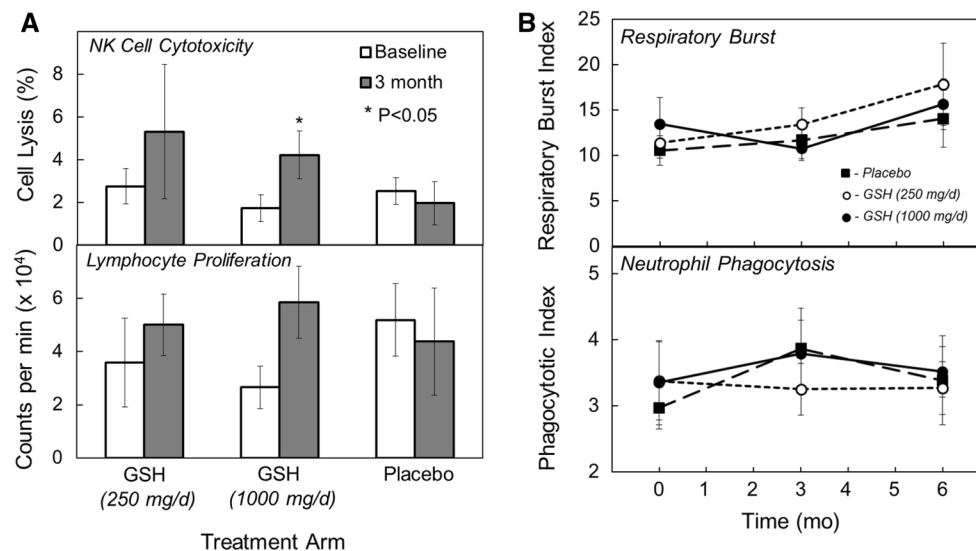 A
NK Cell Cytotoxicity
Baseline
3 month
* P<0.05
*
Cell Lysis (%)
8
6
4
2
0
Lymphocyte Proliferation
Counts per min (x 10⁴)
6
4
2
0
GSH
(250 mg/d)
GSH
(1000 mg/d)
Placebo
Treatment Arm
B
Respiratory Burst
Respiratory Burst Index
25
20
15
10
5
0
- Placebo
- GSH (250 mg/d)
- GSH (1000 mg/d)
Neutrophil Phagocytosis
Phagocytotic Index
5
4
3
2
0 1 2 3 4 5 6
Time (mo)